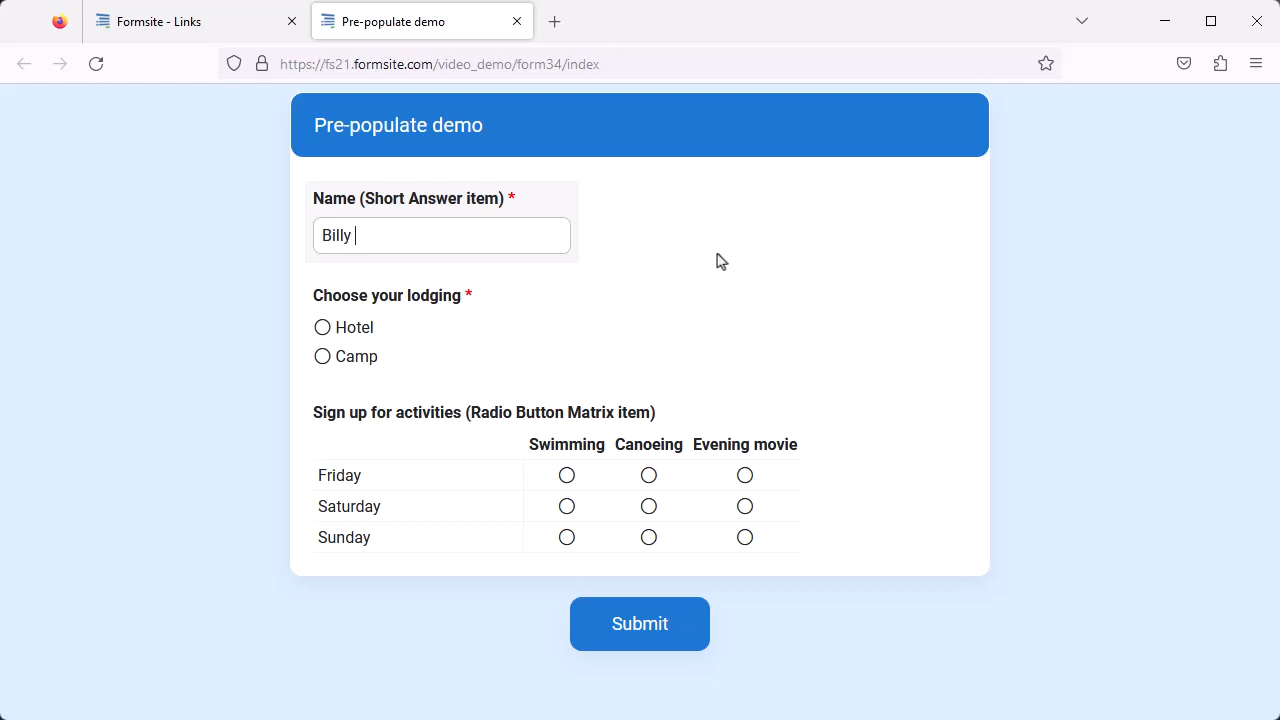 Formsite - Links
Pre-populate demo
https://fs21.formsite.com/video_demo/form34/index
Pre-populate demo
Name (Short Answer item) *
Billy
Choose your lodging *
Hotel
Camp
Sign up for activities (Radio Button Matrix item)
Swimming Canoeing Evening movie
Friday
Saturday
Sunday
Submit